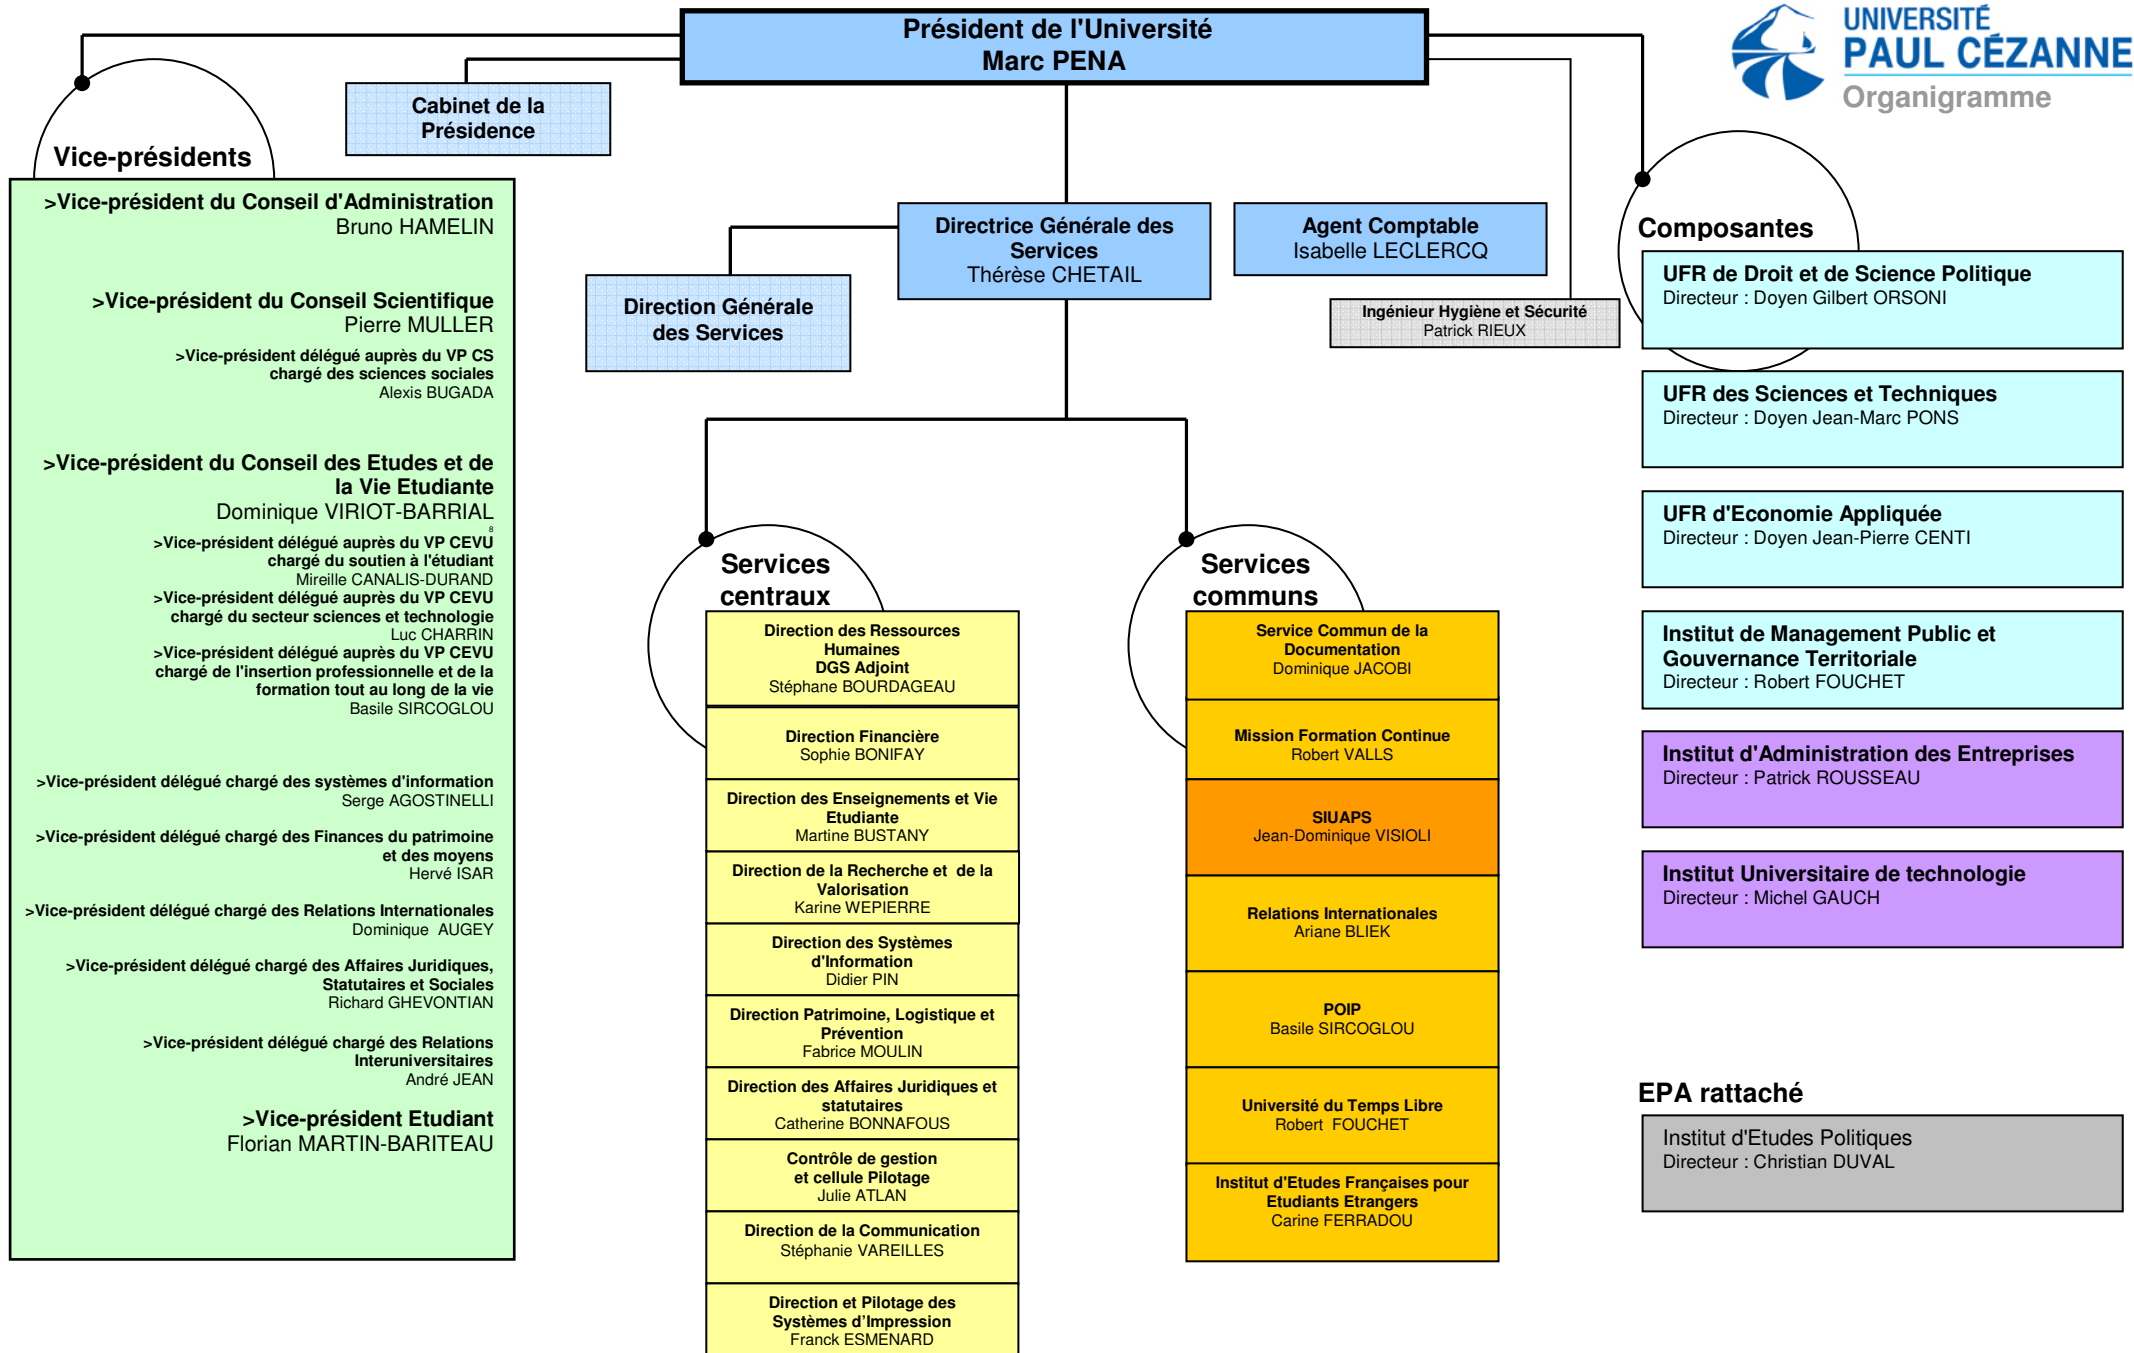 Président de l'Université
Marc PENA
UNIVERSITÉ
PAUL CÉZANNE
Organigramme
Cabinet de la
Présidence
Vice-présidents
>Vice-président du Conseil d'Administration
Bruno HAMELIN
>Vice-président du Conseil Scientifique
Pierre MULLER
>Vice-président délégué auprès du VP CS
chargé des sciences sociales
Alexis BUGADA
>Vice-président du Conseil des Etudes et de
la Vie Etudiante
Dominique VIRIOT-BARRIAL
8
>Vice-président délégué auprès du VP CEVU
chargé du soutien à l'étudiant
Mireille CANALIS-DURAND
>Vice-président délégué auprès du VP CEVU
chargé du secteur sciences et technologie
Luc CHARRIN
>Vice-président délégué auprès du VP CEVU
chargé de l'insertion professionnelle et de la
formation tout au long de la vie
Basile SIRCOGLOU
>Vice-président délégué chargé des systèmes d'information
Serge AGOSTINELLI
>Vice-président délégué chargé des Finances du patrimoine
et des moyens
Hervé ISAR
>Vice-président délégué chargé des Relations Internationales
Dominique AUGEY
>Vice-président délégué chargé des Affaires Juridiques,
Statutaires et Sociales
Richard GHEVONTIAN
>Vice-président délégué chargé des Relations
Interuniversitaires
André JEAN
>Vice-président Etudiant
Florian MARTIN-BARITEAU
Directrice Générale des
Services
Thérèse CHETAIL
Direction Générale
des Services
Agent Comptable
Isabelle LECLERCQ
Ingénieur Hygiène et Sécurité
Patrick RIEUX
Services
centraux
Direction des Ressources
Humaines
DGS Adjoint
Stéphane BOURDAGEAU
Direction Financière
Sophie BONIFAY
Direction des Enseignements et Vie
Etudiante
Martine BUSTANY
Direction de la Recherche et de la
Valorisation
Karine WEPIERRE
Direction des Systèmes
d'Information
Didier PIN
Direction Patrimoine, Logistique et
Prévention
Fabrice MOULIN
Direction des Affaires Juridiques et
statutaires
Catherine BONNAFOUS
Contrôle de gestion
et cellule Pilotage
Julie ATLAN
Direction de la Communication
Stéphanie VAREILLES
Direction et Pilotage des
Systèmes d'Impression
Franck ESMENARD
Services
communs
Service Commun de la
Documentation
Dominique JACOBI
Mission Formation Continue
Robert VALLS
SIUAPS
Jean-Dominique VISIOLI
Relations Internationales
Ariane BLIEK
POIP
Basile SIRCOGLOU
Université du Temps Libre
Robert FOUCHET
Institut d'Etudes Françaises pour
Etudiants Etrangers
Carine FERRADOU
Composantes
UFR de Droit et de Science Politique
Directeur : Doyen Gilbert ORSONI
UFR des Sciences et Techniques
Directeur : Doyen Jean-Marc PONS
UFR d'Economie Appliquée
Directeur : Doyen Jean-Pierre CENTI
Institut de Management Public et
Gouvernance Territoriale
Directeur : Robert FOUCHET
Institut d'Administration des Entreprises
Directeur : Patrick ROUSSEAU
Institut Universitaire de technologie
Directeur : Michel GAUCH
EPA rattaché
Institut d'Etudes Politiques
Directeur : Christian DUVAL